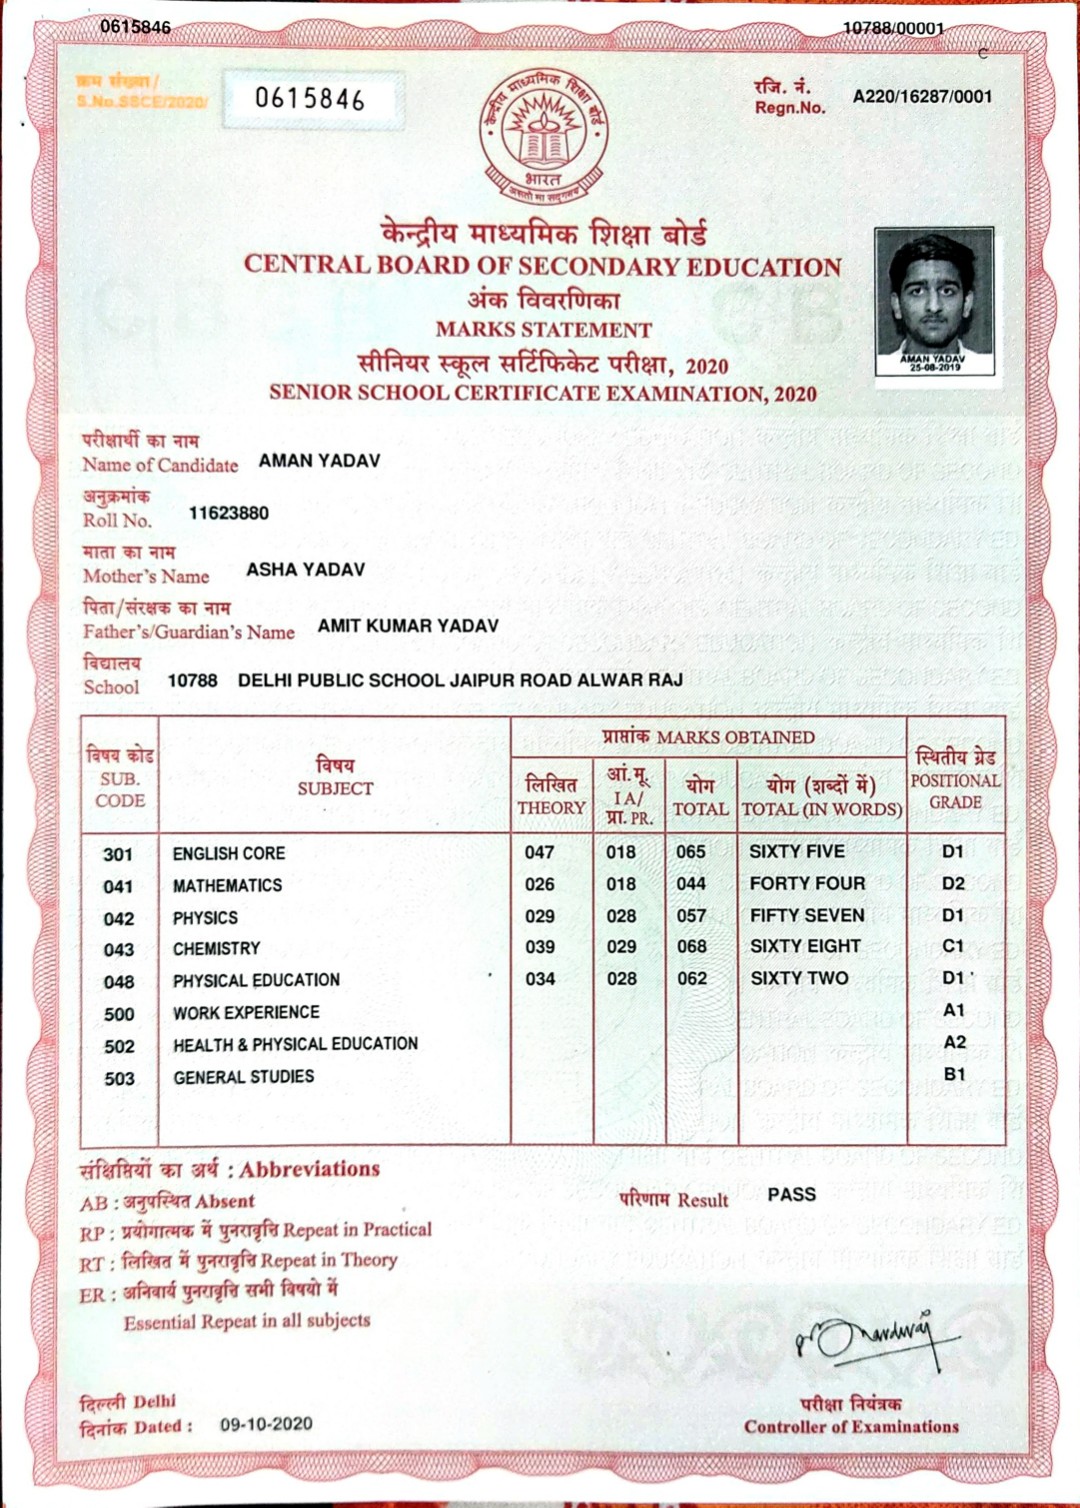 0615846 10788/00001
C
क्रम संख्या/
S.No.SSCE/2020/ 0615846
रजि. नं.
Regn.No. A220/16287/0001
केन्द्रीय माध्यमिक शिक्षा बोर्ड
भारत
असतो मा सद्गमय
केन्द्रीय माध्यमिक शिक्षा बोर्ड
CENTRAL BOARD OF SECONDARY EDUCATION
अंक विवरणिका
MARKS STATEMENT
सीनियर स्कूल सर्टिफिकेट परीक्षा, 2020
SENIOR SCHOOL CERTIFICATE EXAMINATION, 2020
AMAN YADAV
25-08-2019
परीक्षार्थी का नाम
Name of Candidate AMAN YADAV
अनुक्रमांक
Roll No. 11623880
माता का नाम
Mother's Name ASHA YADAV
पिता/संरक्षक का नाम
Father's/Guardian's Name AMIT KUMAR YADAV
विद्यालय
School 10788 DELHI PUBLIC SCHOOL JAIPUR ROAD ALWAR RAJ
विषय कोड
SUB.
CODE
विषय
SUBJECT
प्राप्तांक MARKS OBTAINED
लिखित
THEORY
आं.मू.
IA/
प्रा. PR.
योग
TOTAL
योग (शब्दों में)
TOTAL (IN WORDS)
स्थितीय ग्रेड
POSITIONAL
GRADE
301 ENGLISH CORE 047 018 065 SIXTY FIVE D1
041 MATHEMATICS 026 018 044 FORTY FOUR D2
042 PHYSICS 029 028 057 FIFTY SEVEN D1
043 CHEMISTRY 039 029 068 SIXTY EIGHT C1
048 PHYSICAL EDUCATION 034 028 062 SIXTY TWO D1
500 WORK EXPERIENCE A1
502 HEALTH & PHYSICAL EDUCATION A2
503 GENERAL STUDIES B1
संक्षिप्तियों का अर्थ : Abbreviations
AB : अनुपस्थित Absent
परिणाम Result PASS
RP : प्रयोगात्मक में पुनरावृत्ति Repeat in Practical
RT : लिखित में पुनरावृत्ति Repeat in Theory
ER : अनिवार्य पुनरावृत्ति सभी विषयो में
Essential Repeat in all subjects
दिल्ली Delhi
दिनांक Dated : 09-10-2020
परीक्षा नियंत्रक
Controller of Examinations